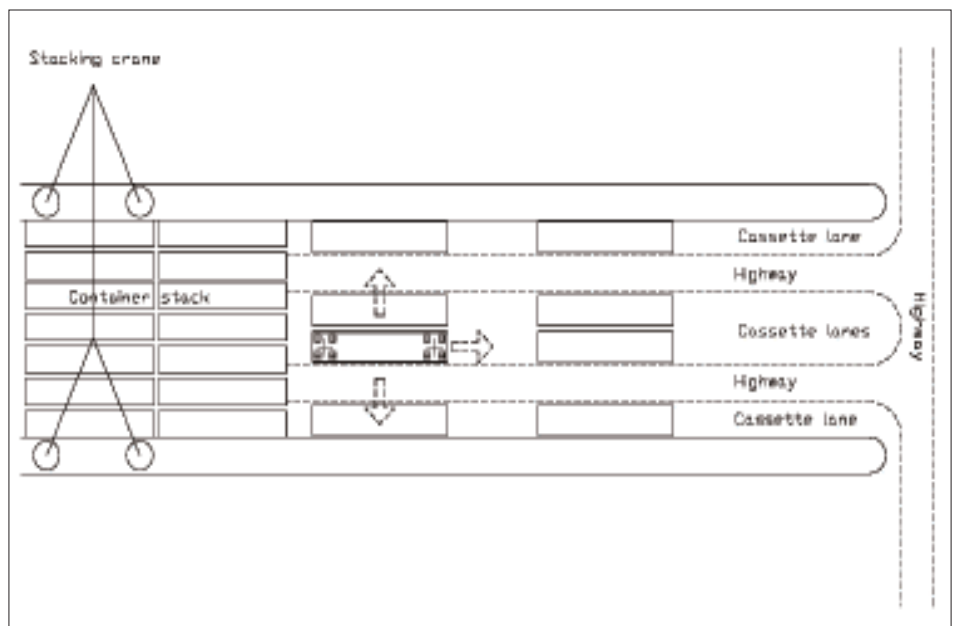 Stacking crane
Cassette lane
Highway
Container stack
Cassette lanes
Highway
Highway
Cassette lane